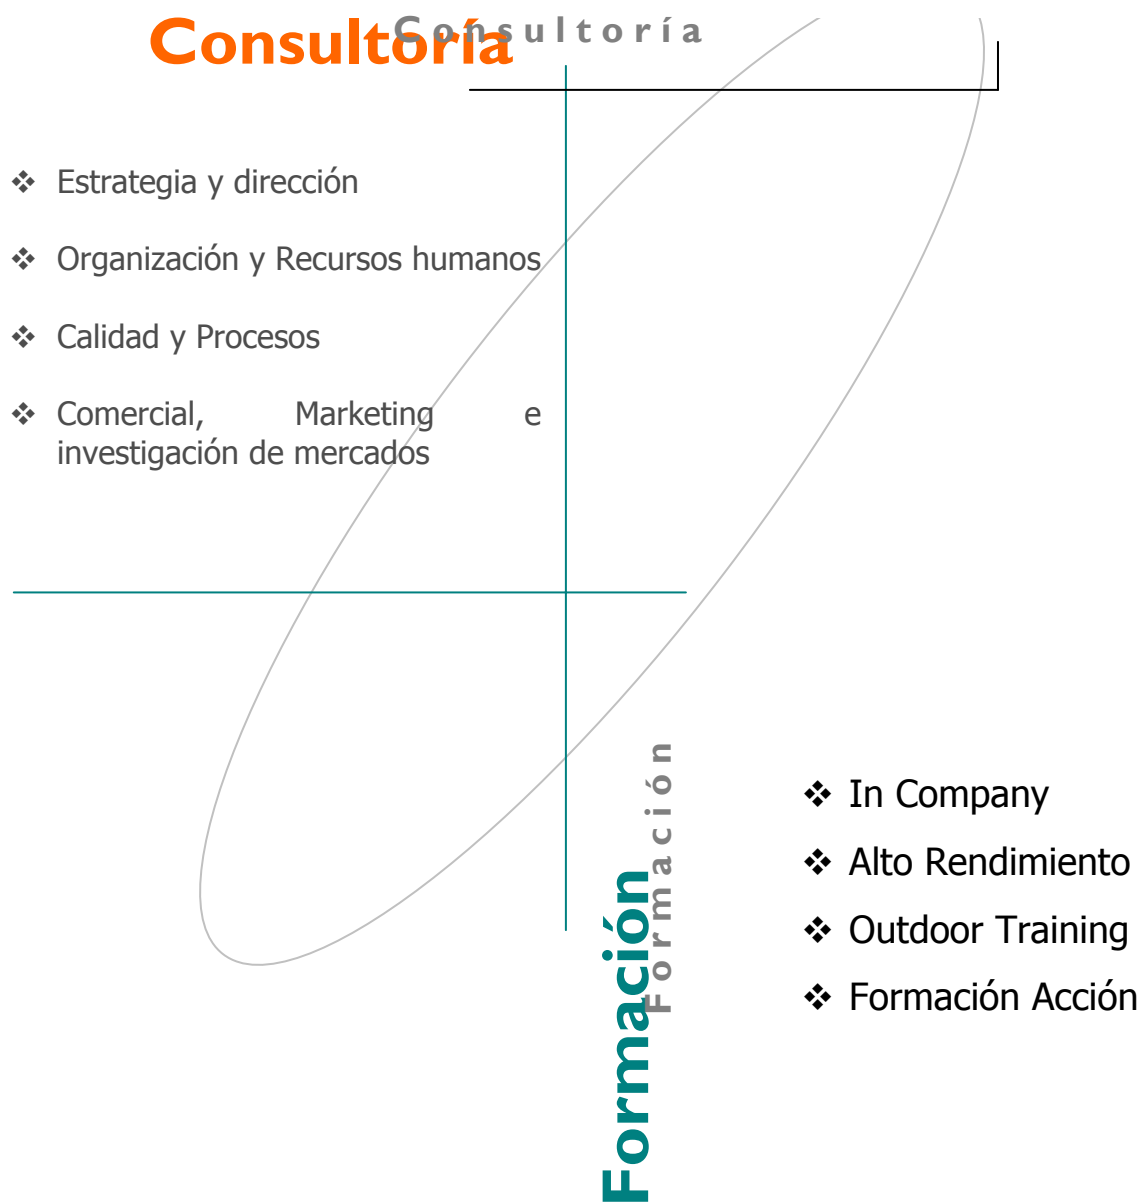 Consultoría
Consultoría
❖ Estrategia y dirección
❖ Organización y Recursos humanos
❖ Calidad y Procesos
❖ Comercial, Marketing e
investigación de mercados
Formación
Formación
❖ In Company
❖ Alto Rendimiento
❖ Outdoor Training
❖ Formación Acción